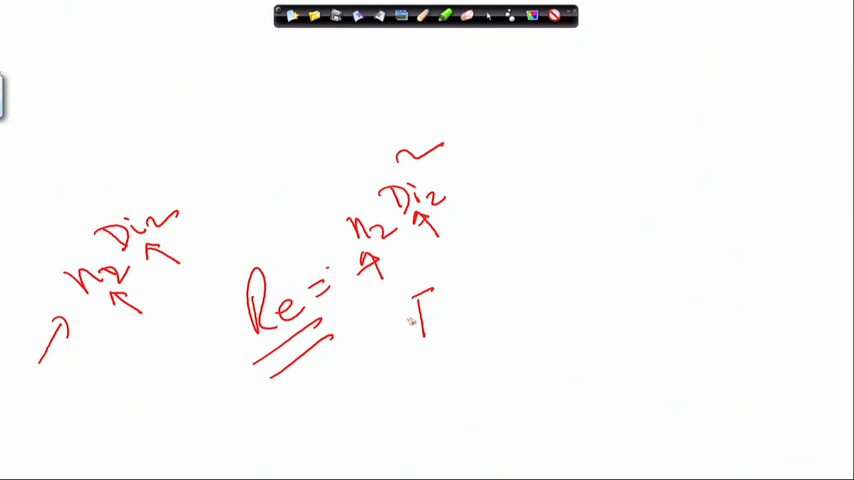 n2 Di2
Re = n2 Di2
T